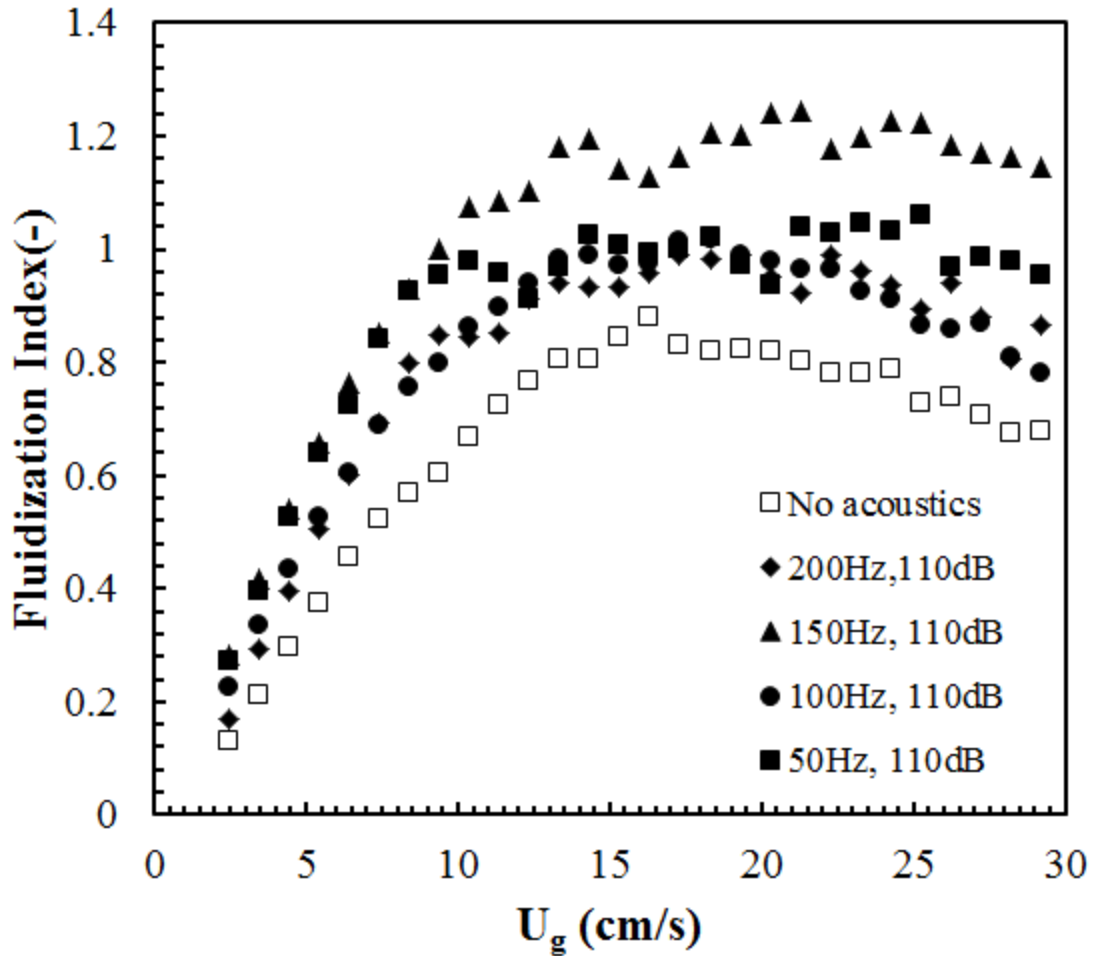 1.4
1.2
1
0.8
0.6
0.4
0.2
0
Fluidization Index(-)
No acoustics
200Hz,110dB
150Hz, 110dB
100Hz, 110dB
50Hz, 110dB
0 5 10 15 20 25 30
Ug (cm/s)